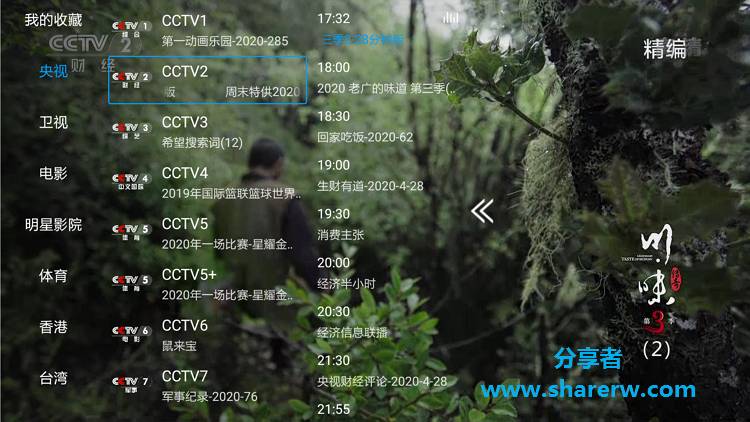 我的收藏
央视
卫视
电影
明星影院
体育
香港
台湾
CCTV 2
财经
CCTV 1
综合
CCTV1
第一动画乐园-2020-285
CCTV 2
财经
CCTV2
版 周末特供2020
CCTV 3
综艺
CCTV3
希望搜索词(12)
CCTV 4
中文国际
CCTV4
2019年国际篮联篮球世界..
CCTV 5
体育
CCTV5
2020年一场比赛-星耀金..
CCTV 5
体育
CCTV5+
2020年一场比赛-星耀金..
CCTV 6
电影
CCTV6
鼠来宝
CCTV 7
军事
CCTV7
军事纪录-2020-76
17:32
18:00
2020 老广的味道 第三季(..
18:30
回家吃饭-2020-62
19:00
生财有道-2020-4-28
19:30
消费主张
20:00
经济半小时
20:30
经济信息联播
21:30
央视财经评论-2020-4-28
21:55
精编
川味
第3季
(2)
分享者
www.sharerw.com